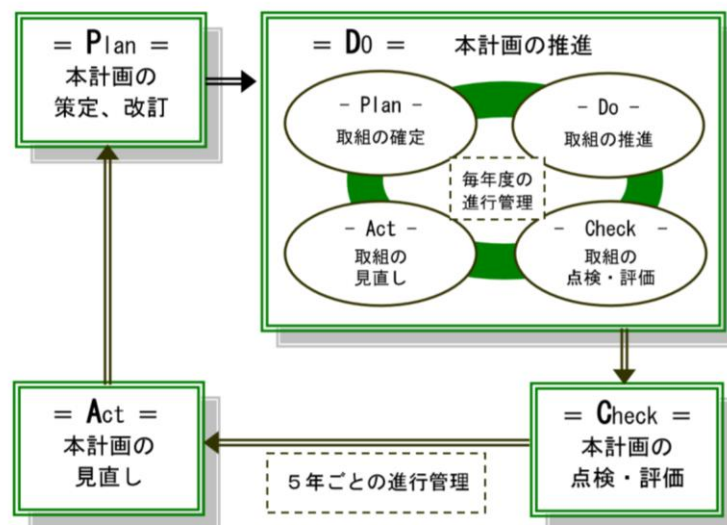 = Plan =
本計画の
策定、改訂
= Do = 本計画の推進
- Plan -
取組の確定
- Do -
取組の推進
毎年度の
進行管理
- Act -
取組の
見直し
- Check -
取組の
点検・評価
= Act =
本計画の
見直し
５年ごとの進行管理
= Check =
本計画の
点検・評価